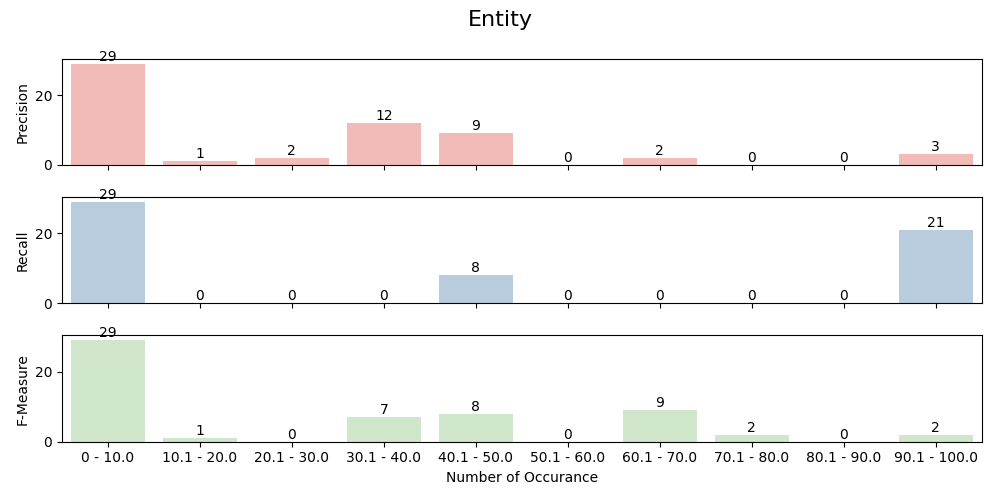 Entity
29 1 2 12 9 0 2 0 0 3
20
0
Precision
29 0 0 0 8 0 0 0 0 21
20
0
Recall
29 1 0 7 8 0 9 2 0 2
20
0
F-Measure
0 - 10.0 10.1 - 20.0 20.1 - 30.0 30.1 - 40.0 40.1 - 50.0 50.1 - 60.0 60.1 - 70.0 70.1 - 80.0 80.1 - 90.0 90.1 - 100.0
Number of Occurance